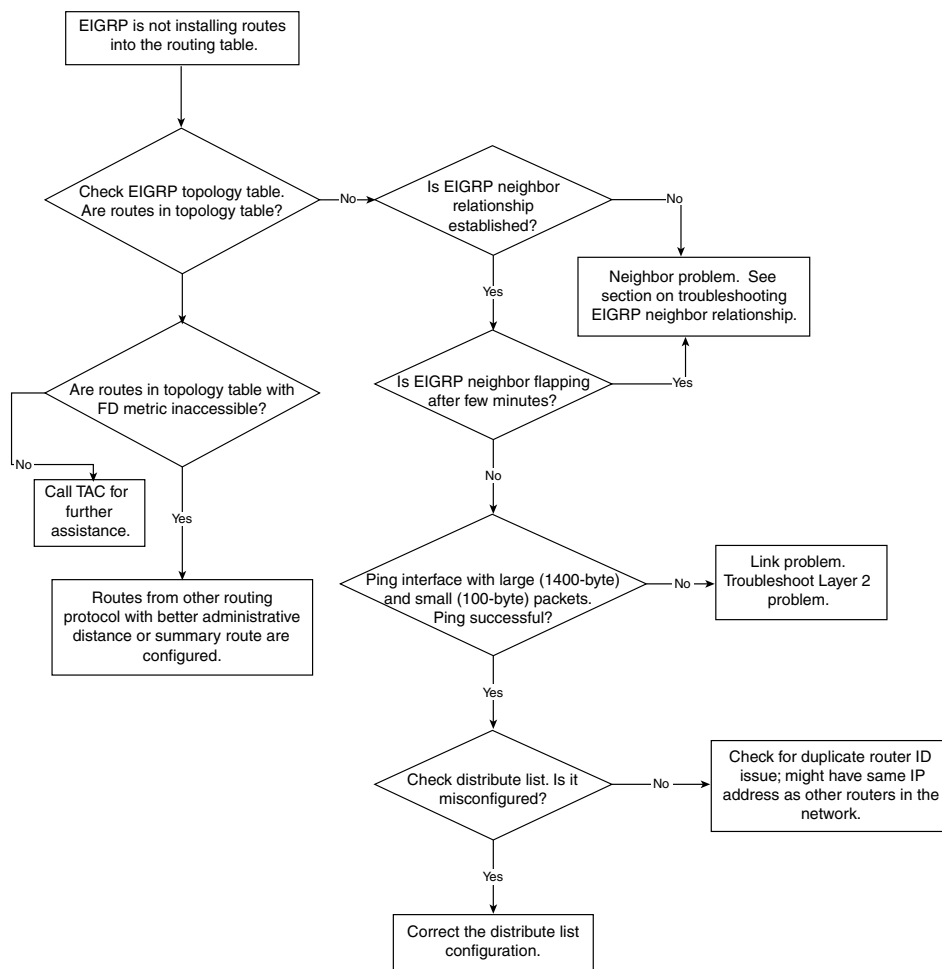 EIGRP is not installing routes
into the routing table.
Check EIGRP topology table.
Are routes in topology table?
No
Is EIGRP neighbor
relationship
established?
No
Neighbor problem. See
section on troubleshooting
EIGRP neighbor relationship.
Yes
Is EIGRP neighbor flapping
after few minutes?
Yes
Are routes in topology table with
FD metric inaccessible?
No
Call TAC for
further
assistance.
Yes
Routes from other routing
protocol with better administrative
distance or summary route are
configured.
No
Ping interface with large (1400-byte)
and small (100-byte) packets.
Ping successful?
No
Link problem.
Troubleshoot Layer 2
problem.
Yes
Check distribute list. Is it
misconfigured?
No
Check for duplicate router ID
issue; might have same IP
address as other routers in the
network.
Yes
Correct the distribute list
configuration.